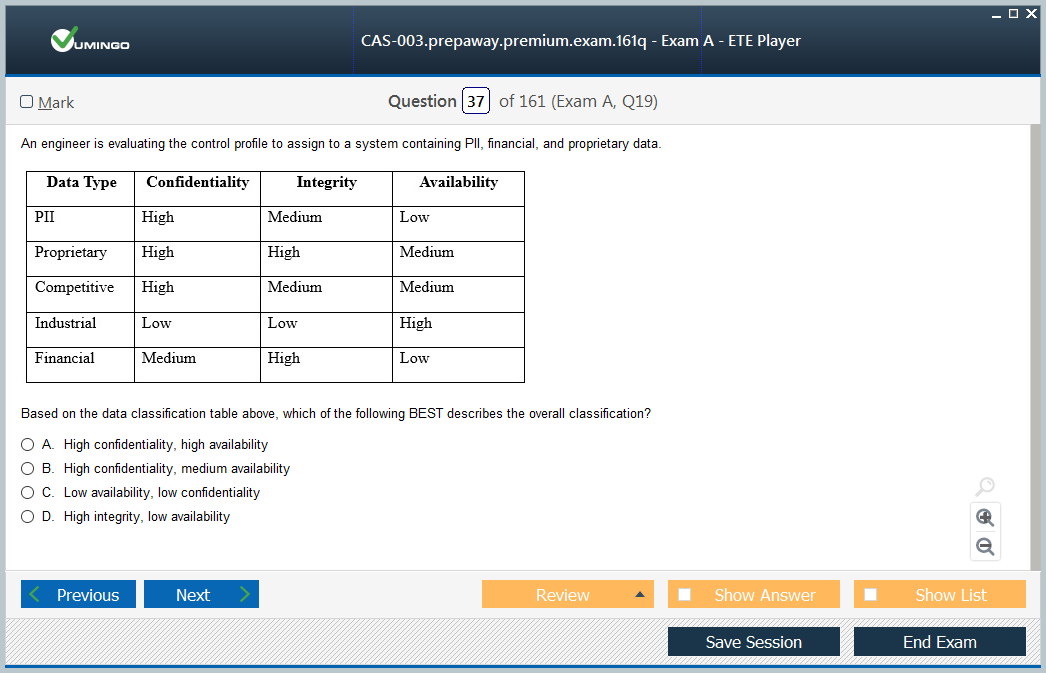 VUMINGO
CAS-003.prepaway.premium.exam.161q - Exam A - ETE Player
Mark
Question 37 of 161 (Exam A, Q19)
An engineer is evaluating the control profile to assign to a system containing PII, financial, and proprietary data.
Data Type Confidentiality Integrity Availability
PII High Medium Low
Proprietary High High Medium
Competitive High Medium Medium
Industrial Low Low High
Financial Medium High Low
Based on the data classification table above, which of the following BEST describes the overall classification?
A. High confidentiality, high availability
B. High confidentiality, medium availability
C. Low availability, low confidentiality
D. High integrity, low availability
Previous Next Review Show Answer Show List
Save Session End Exam